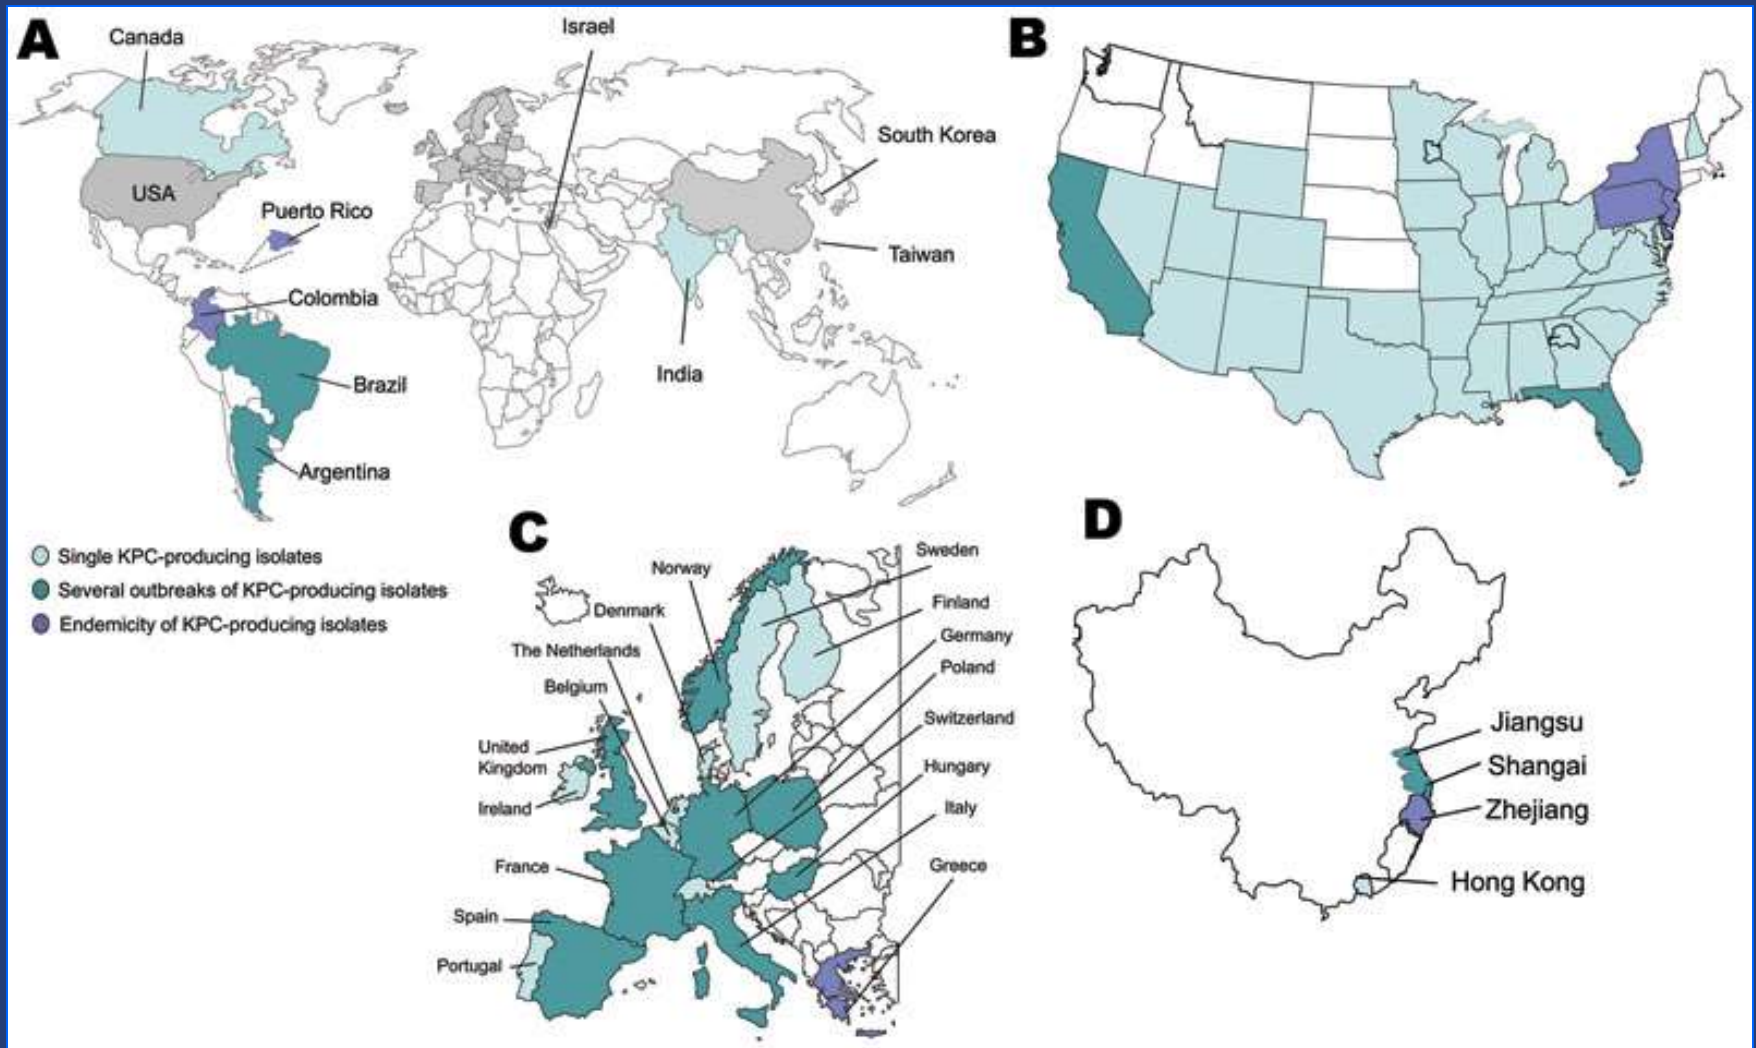 A
Canada
Israel
South Korea
USA
Puerto Rico
Taiwan
Colombia
India
Brazil
Argentina
Single KPC-producing isolates
Several outbreaks of KPC-producing isolates
Endemicity of KPC-producing isolates
B
C
Sweden
Norway
Finland
Denmark
Germany
The Netherlands
Poland
Belgium
Switzerland
United
Kingdom
Hungary
Ireland
Italy
France
Greece
Spain
Portugal
D
Jiangsu
Shangai
Zhejiang
Hong Kong